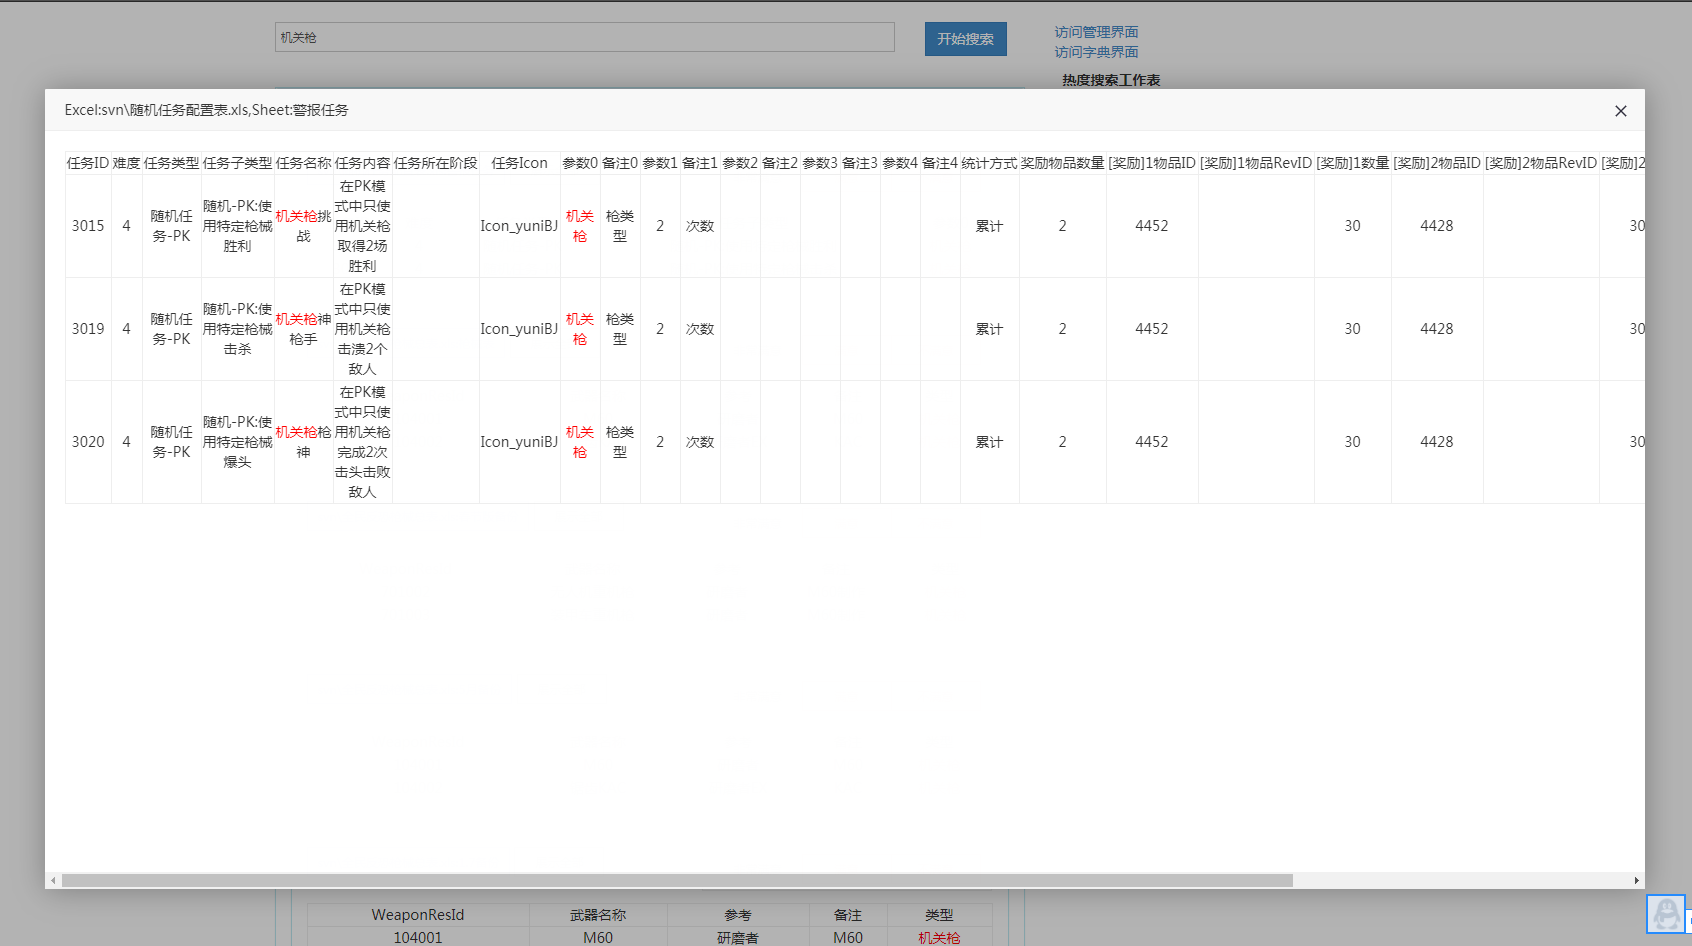 机关枪
开始搜索
访问管理界面
访问字典界面
热度搜索工作表
Excel:svn\随机任务配置表.xls,Sheet:警报任务
任务ID 难度 任务类型 任务子类型 任务名称 任务内容 任务所在阶段 任务Icon 参数0 备注0 参数1 备注1 参数2 备注2 参数3 备注3 参数4 备注4 统计方式 奖励物品数量 [奖励]1物品ID [奖励]1物品RevID [奖励]1数量 [奖励]2物品ID [奖励]2物品RevID [奖励]2
3015
4
随机任
务-PK
随机-PK:使
用特定枪械
胜利
机关枪挑
战
在PK模
式中只使
用机关枪
取得2场
胜利
Icon_yuniBJ
机关
枪
枪类
型
2
次数
累计
2
4452
30
4428
30
3019
4
随机任
务-PK
随机-PK:使
用特定枪械
击杀
机关枪神
枪手
在PK模
式中只使
用机关枪
击溃2个
敌人
Icon_yuniBJ
机关
枪
枪类
型
2
次数
累计
2
4452
30
4428
30
3020
4
随机任
务-PK
随机-PK:使
用特定枪械
爆头
机关枪枪
神
在PK模
式中只使
用机关枪
完成2次
击头击败
敌人
Icon_yuniBJ
机关
枪
枪类
型
2
次数
累计
2
4452
30
4428
30
WeaponResId 武器名称 参考 备注 类型
104001 M60 研磨者 M60 机关枪